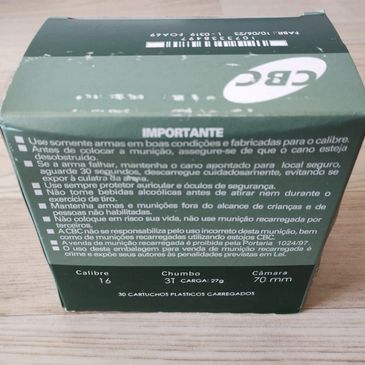 FABR.: 10/06/23 L-0319 FOA69
1073338497
CBC
IMPORTANTE
Use somente armas em boas condições e fabricadas para o calibre.
Antes de colocar a munição, assegure-se de que o cano esteja
desobstruído.
Se a arma falhar, mantenha o cano apontado para local seguro,
aguarde 30 segundos, descarregue cuidadosamente, evitando se
expor à culatra da arma.
Use sempre protetor auricular e óculos de segurança.
Não tome bebidas alcoólicas antes de atirar nem durante o
exercício de tiro.
Mantenha armas e munições fora do alcance de crianças e de
pessoas não habilitadas.
Não coloque em risco sua vida, não use munição recarregada por
terceiros.
A CBC não se responsabiliza pelo uso incorreto desta munição, bem
como de munições recarregadas utilizando estojos CBC.
A venda de munição recarregada é proibida pela Portaria 1024/97.
O uso desta embalagem para venda de munição recarregada é
crime e expõe seus autores às penalidades previstas em Lei.
Calibre Chumbo Câmara
16 3T CARGA: 27g 70 mm
30 CARTUCHOS PLASTICOS CARREGADOS